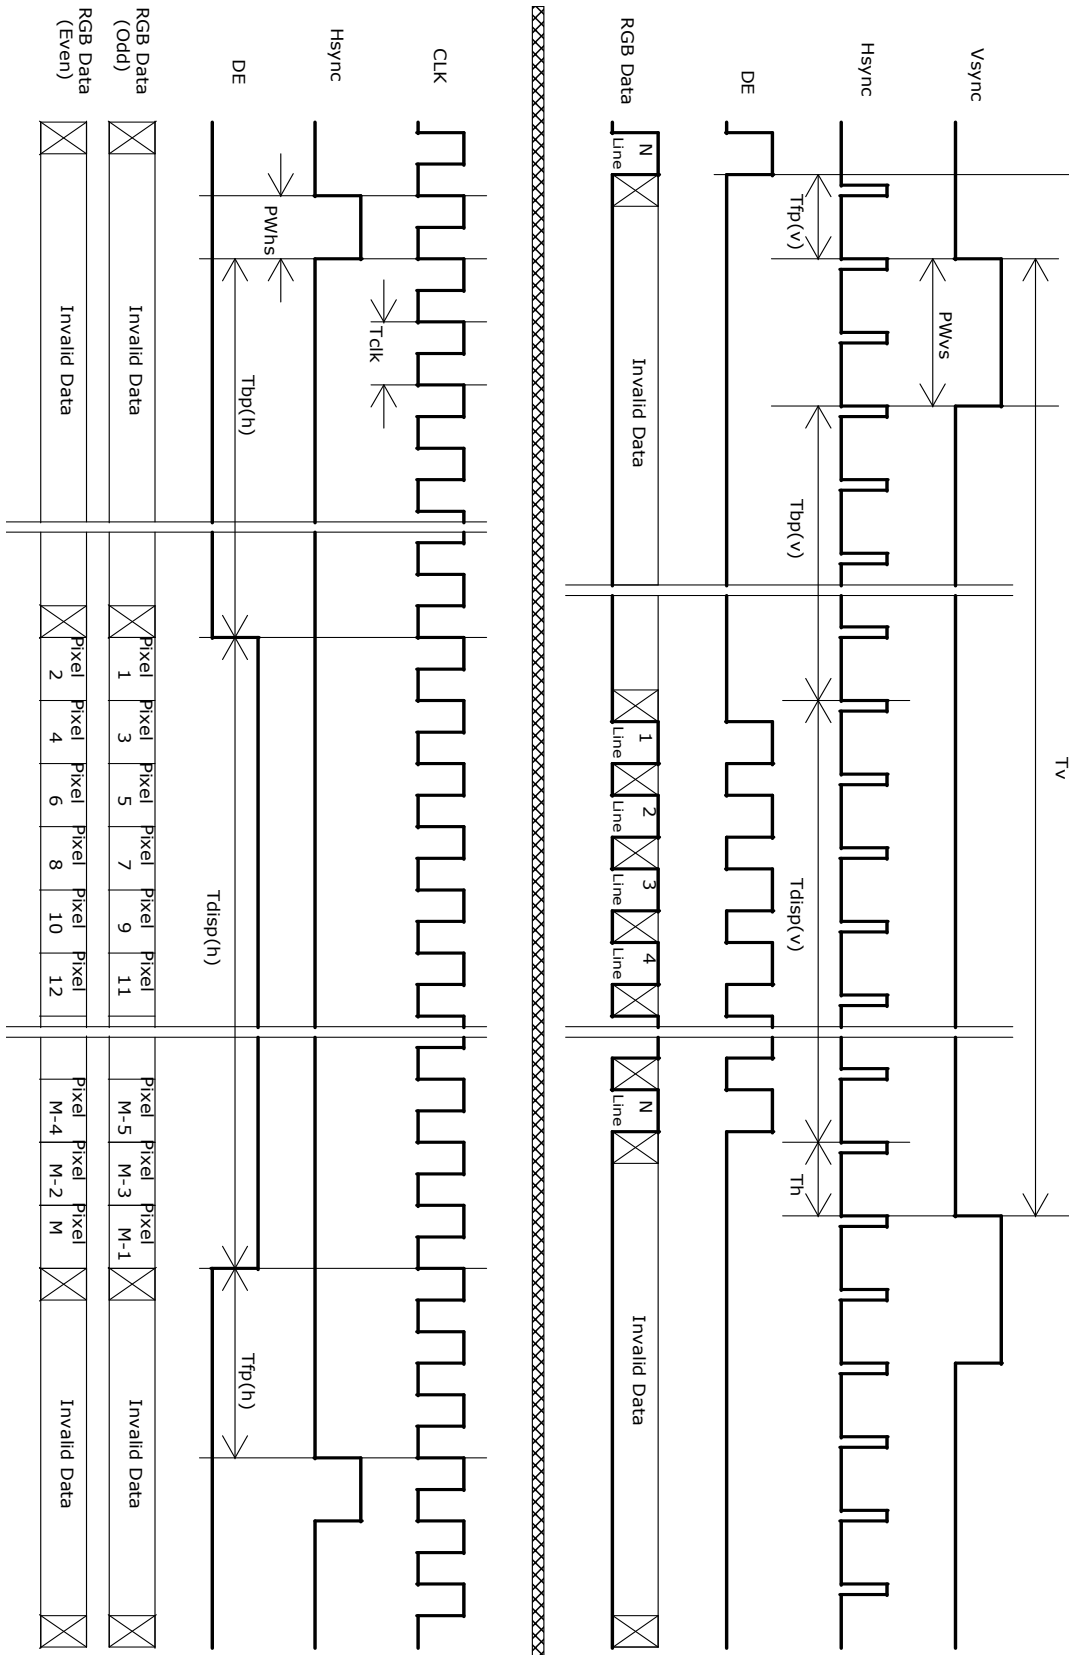 Tv
Vsync
PWvs
Hsync
Tfp(v)
Tbp(v)
Tdisp(v)
Th
DE
RGB Data
Line N
Invalid Data
Line 1
Line 2
Line 3
Line 4
Line N
Invalid Data
CLK
Tclk
Hsync
PWhs
DE
Tbp(h)
Tdisp(h)
Tfp(h)
RGB Data
(Odd)
Invalid Data
Pixel 1
Pixel 3
Pixel 5
Pixel 7
Pixel 9
Pixel 11
Pixel M-5
Pixel M-3
Pixel M-1
Invalid Data
RGB Data
(Even)
Invalid Data
Pixel 2
Pixel 4
Pixel 6
Pixel 8
Pixel 10
Pixel 12
Pixel M-4
Pixel M-2
Pixel M
Invalid Data